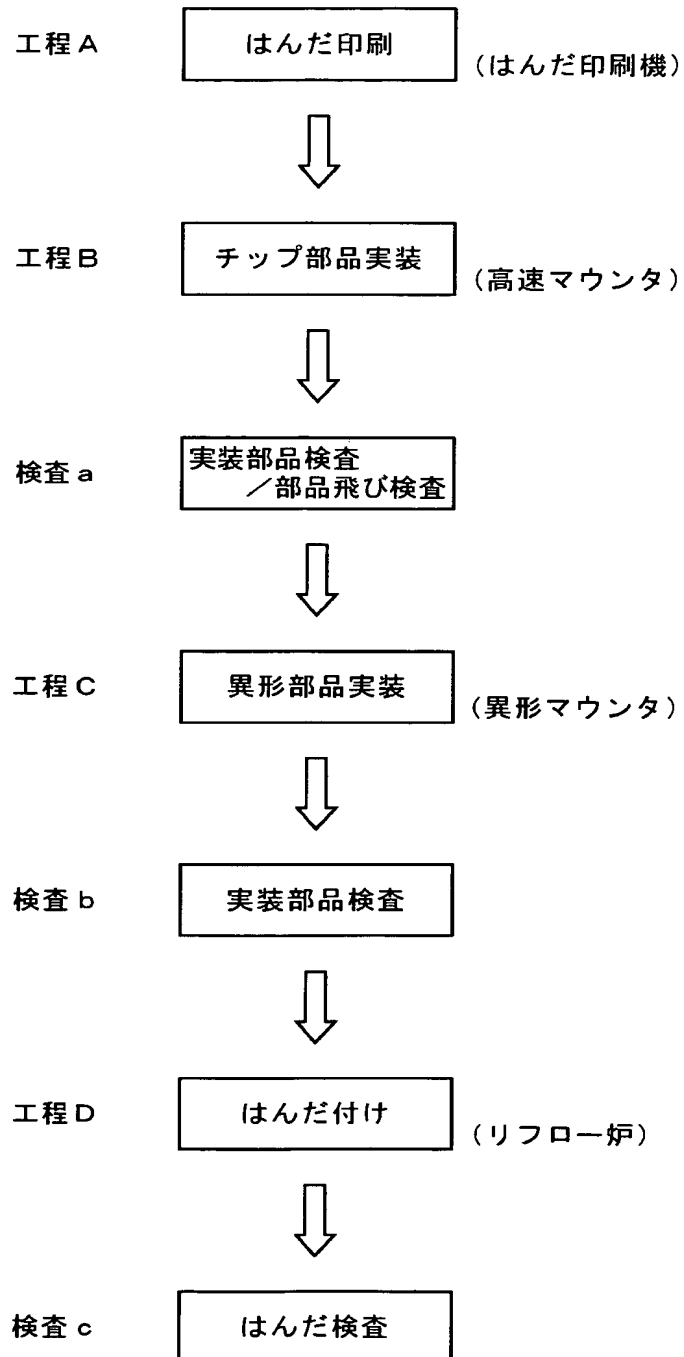 工程A
はんだ印刷
(はんだ印刷機)
工程B
チップ部品実装
(高速マウンタ)
検査a
実装部品検査
/部品飛び検査
工程C
異形部品実装
(異形マウンタ)
検査b
実装部品検査
工程D
はんだ付け
(リフロー炉)
検査c
はんだ検査